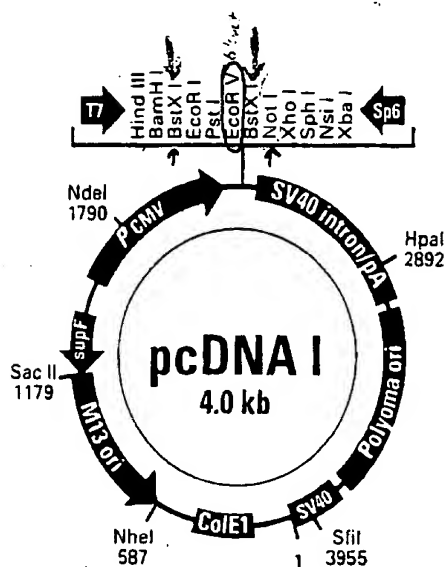 T7
Hind III
BamH I
BstX I
EcoR I
Pst I
EcoR V
BstX I
Not I
Xho I
Sph I
Nsi I
Xba I
Sp6
NdeI
1790
P CMV
SV40 intron/pA
HpaI
2892
supF
pcDNA I
4.0 kb
Sac II
1179
Polyoma ori
M13 ori
NheI
587
ColE1
SV40
1
SfiI
3955